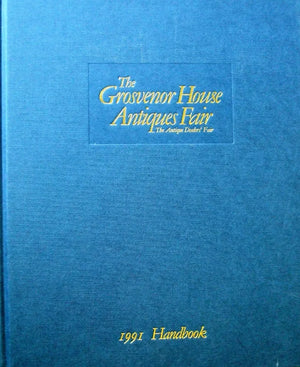 The
Grosvenor House
Antiques Fair
The Antique Dealers' Fair
1991 Handbook